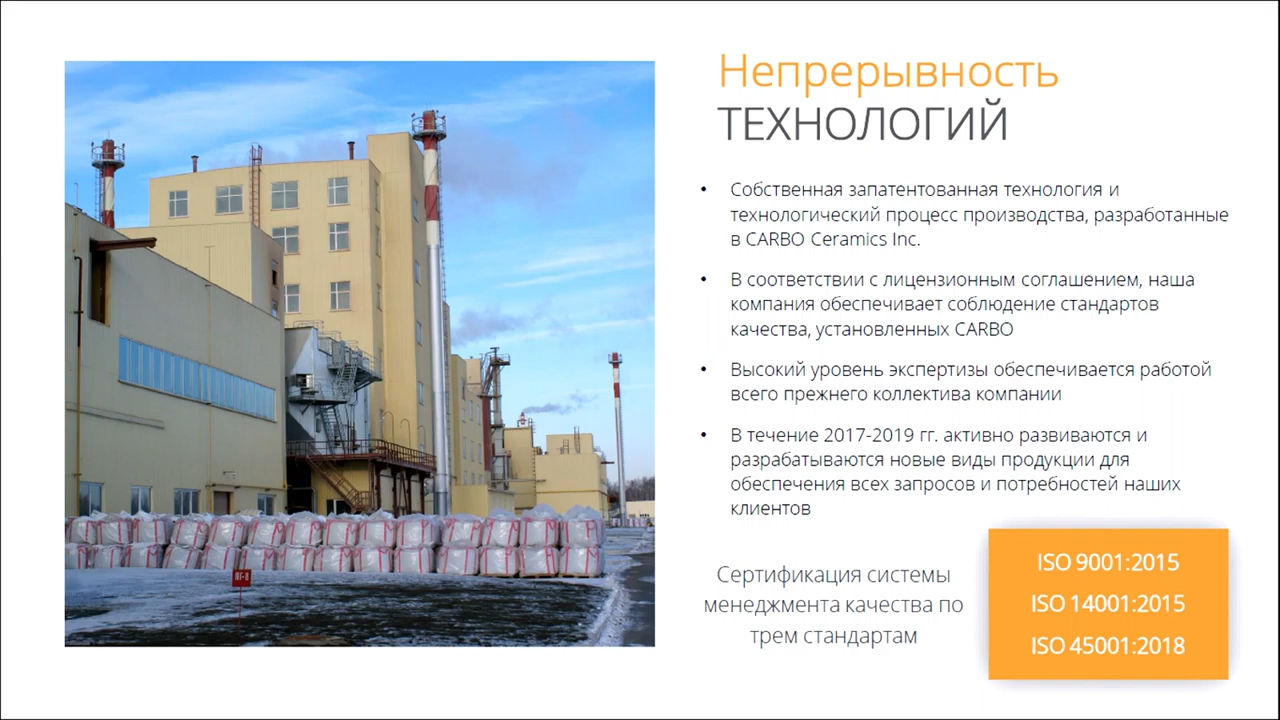 Непрерывность
ТЕХНОЛОГИЙ
• Собственная запатентованная технология и
технологический процесс производства, разработанные
в CARBO Ceramics Inc.
• В соответствии с лицензионным соглашением, наша
компания обеспечивает соблюдение стандартов
качества, установленных CARBO
• Высокий уровень экспертизы обеспечивается работой
всего прежнего коллектива компании
• В течение 2017-2019 гг. активно развиваются и
разрабатываются новые виды продукции для
обеспечения всех запросов и потребностей наших
клиентов
Сертификация системы
менеджмента качества по
трем стандартам
ISO 9001:2015
ISO 14001:2015
ISO 45001:2018